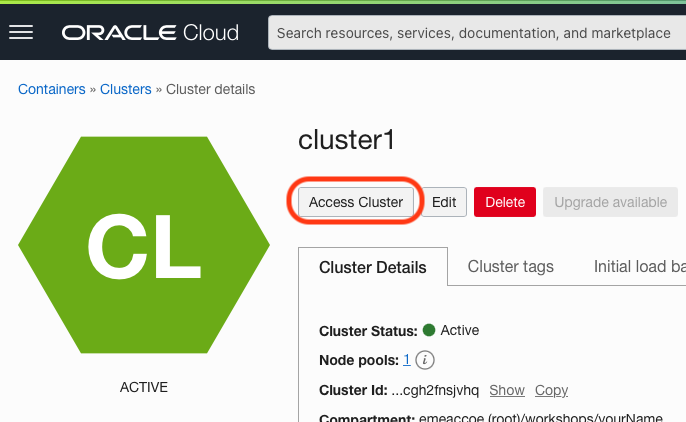 ORACLE Cloud
Search resources, services, documentation, and marketplace
Containers » Clusters » Cluster details
CL
ACTIVE
cluster1
Access Cluster Edit Delete Upgrade available
Cluster Details Cluster tags Initial load ba
Cluster Status: Active
Node pools: 1 i
Cluster Id: ...cgh2fnsjvhq Show Copy
Compartment: emeaccoe (root)/workshops/yourName